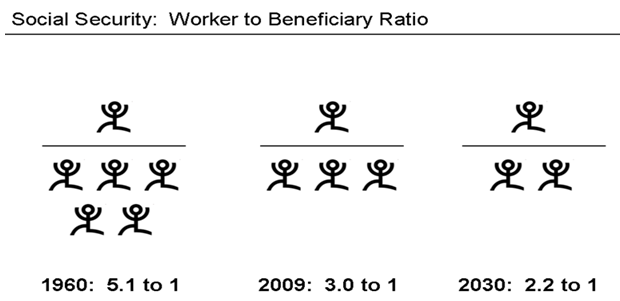 Social Security:  Worker to Beneficiary Ratio
1960:  5.1 to 1
2009:  3.0 to 1
2030:  2.2 to 1